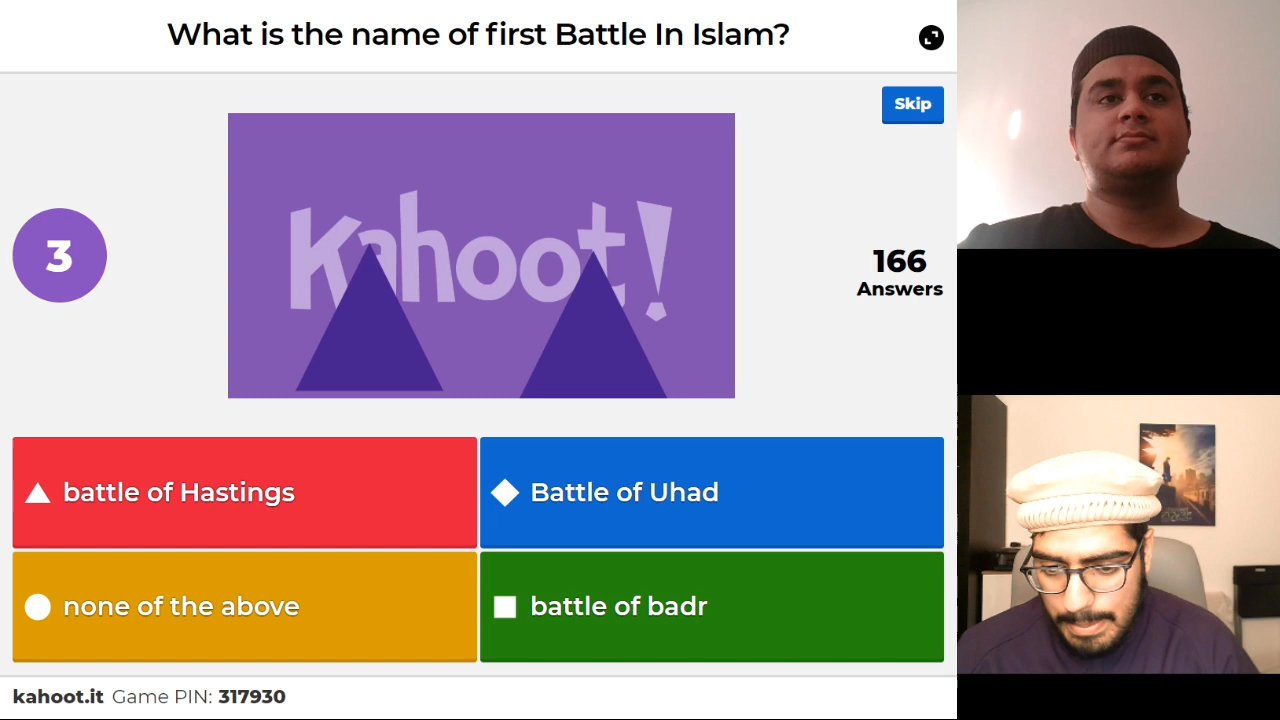 What is the name of first Battle In Islam?
Skip
Kahoot!
3
166
Answers
battle of Hastings
Battle of Uhad
none of the above
battle of badr
kahoot.it Game PIN: 317930